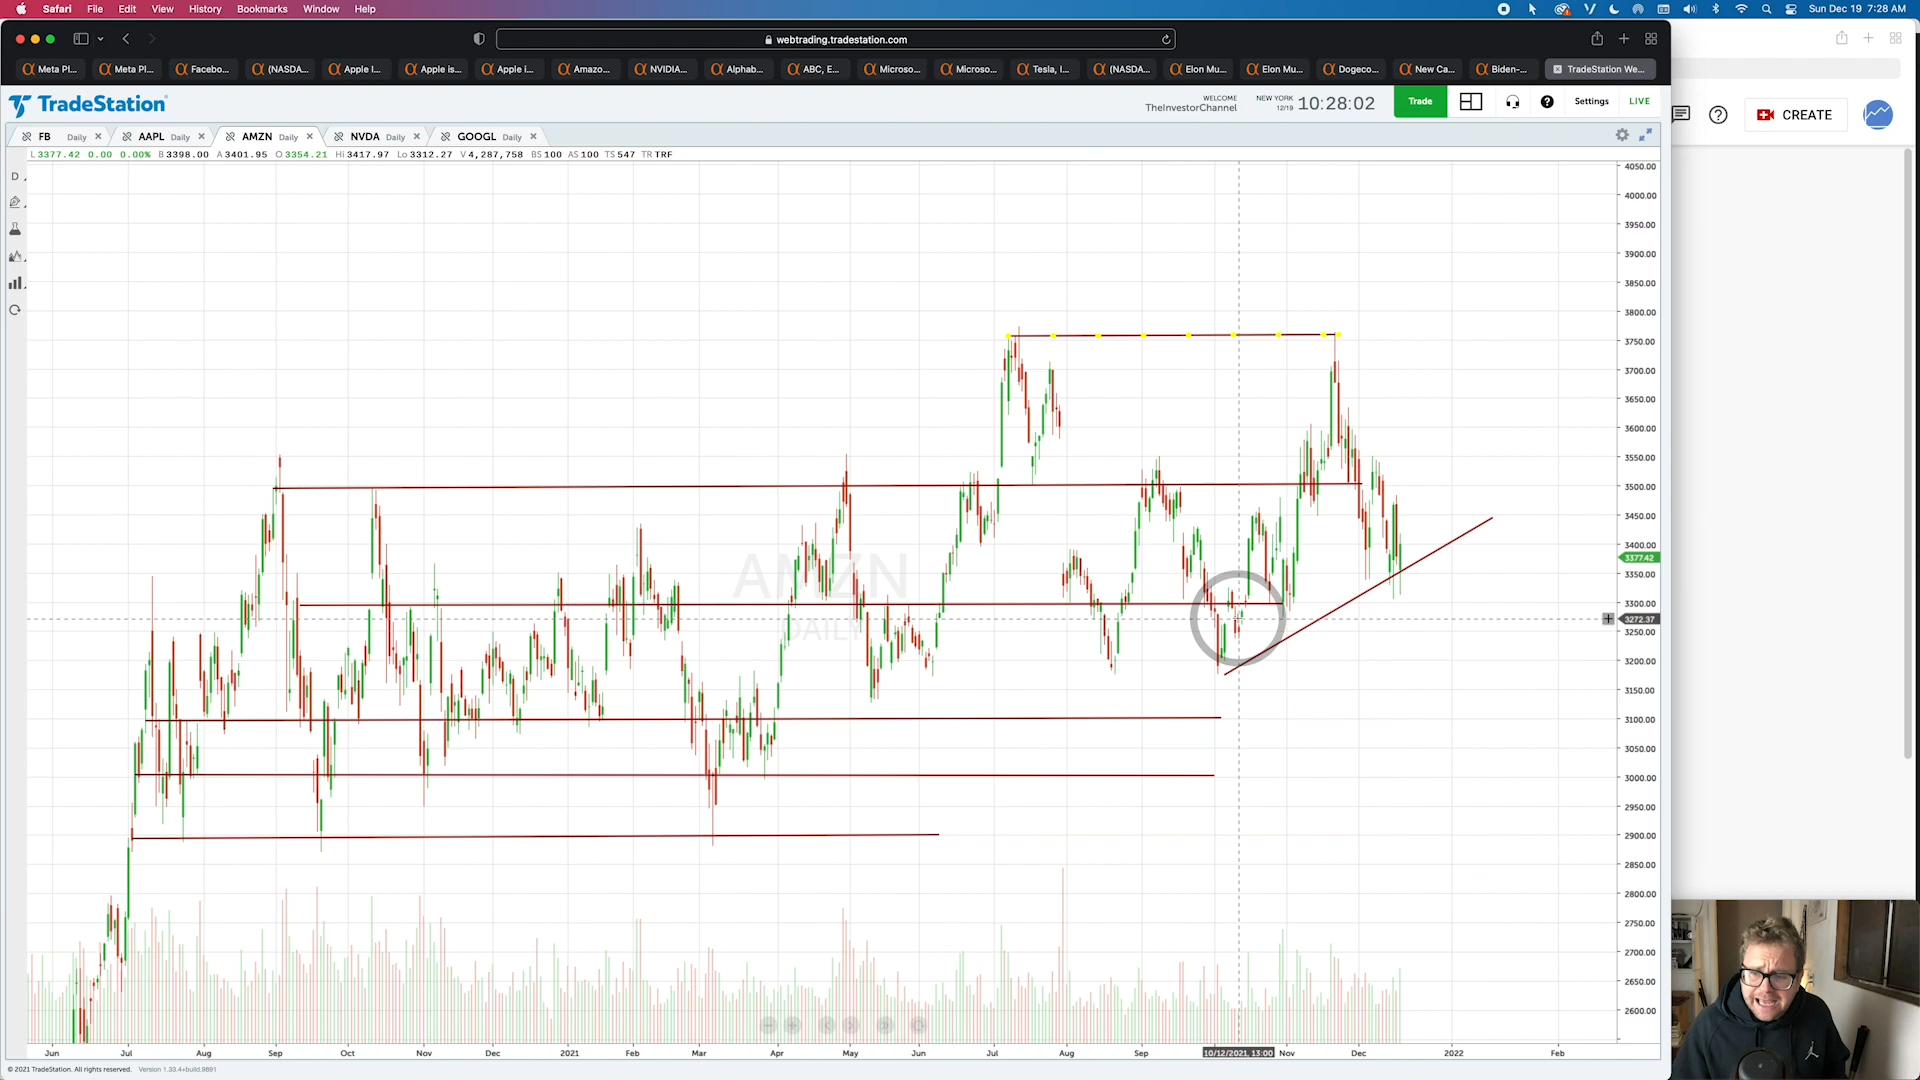 Safari File Edit View History Bookmarks Window Help Sun Dec 19 7:28 AM
webtrading.tradestation.com
Meta Pl... Meta Pl... Facebo... (NASDA... Apple I... Apple is... Apple i... Amazo... NVIDIA... Alphab... ABC, E... Microso... Microso... Tesla, I... (NASDA... Elon Mu... Elon Mu... Dogeco... New Ca... Biden-... TradeStation We...
TradeStation
WELCOME
TheInvestorChannel
NEW YORK
12/19
10:28:02
Trade
Settings
LIVE
CREATE
FB Daily AAPL Daily AMZN Daily NVDA Daily GOOGL Daily
L 3377.42 0.00 0.00% B 3398.00 A 3401.95 O 3354.21 Hi 3417.97 Lo 3312.27 V 4,287,758 BS 100 AS 100 TS 547 TR TRF
D
AMZN
DAILY
4050.00
4000.00
3950.00
3900.00
3850.00
3800.00
3750.00
3700.00
3650.00
3600.00
3550.00
3500.00
3450.00
3400.00
3377.42
3350.00
3300.00
3272.37
3250.00
3200.00
3150.00
3100.00
3050.00
3000.00
2950.00
2900.00
2850.00
2800.00
2750.00
2700.00
2650.00
2600.00
Jun Jul Aug Sep Oct Nov Dec 2021 Feb Mar Apr May Jun Jul Aug Sep 10/12/2021, 13:00 Nov Dec 2022 Feb
© 2021 TradeStation. All rights reserved. Version 1.33.4+build.9891